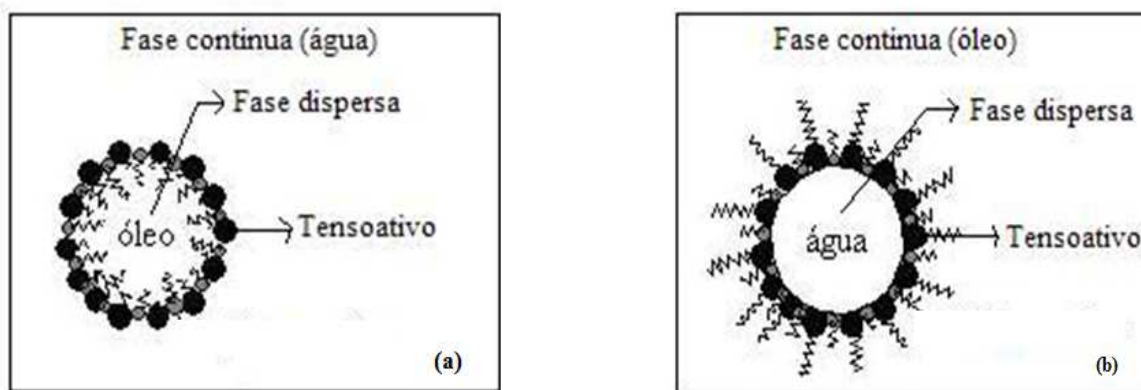 Fase continua (água)
Fase dispersa
óleo
Tensoativo
(a)
Fase continua (óleo)
Fase dispersa
água
Tensoativo
(b)